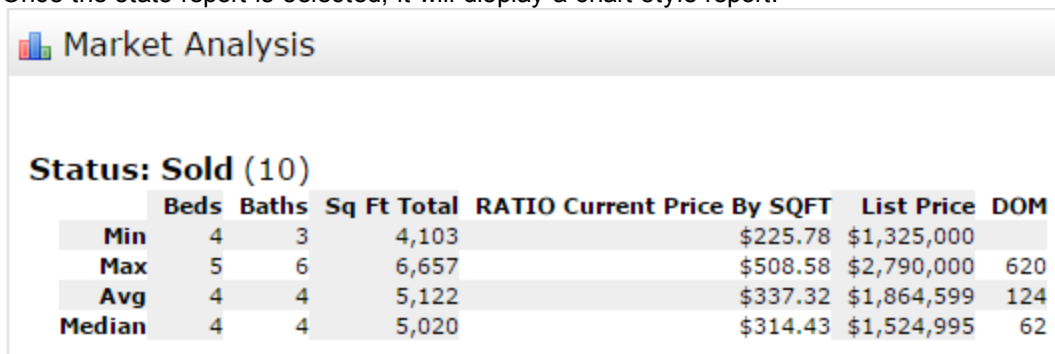 Once the stats report is selected, it will display a chart style report.
Market Analysis
Status: Sold (10)
Beds Baths Sq Ft Total RATIO Current Price By SQFT List Price DOM
Min 4 3 4,103 $225.78 $1,325,000
Max 5 6 6,657 $508.58 $2,790,000 620
Avg 4 4 5,122 $337.32 $1,864,599 124
Median 4 4 5,020 $314.43 $1,524,995 62